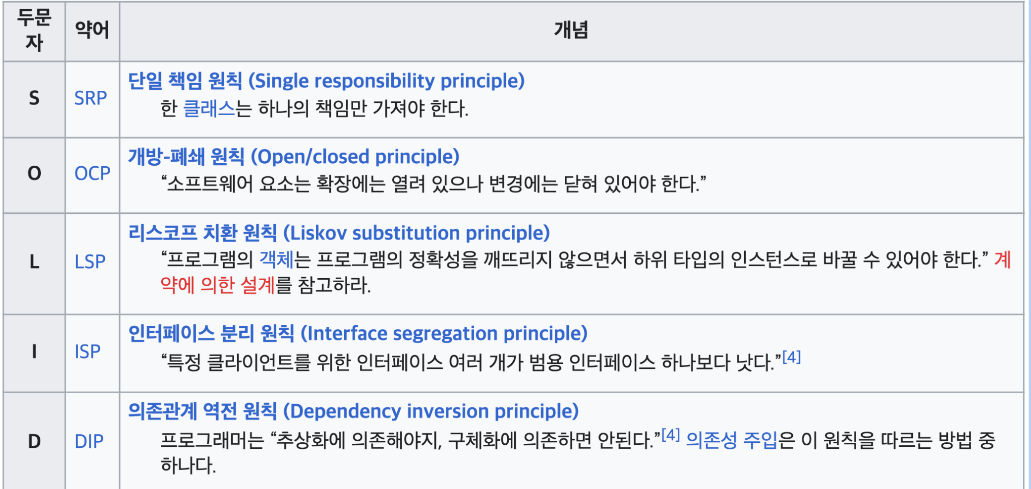 두문
자
약어
개념
S
SRP
단일 책임 원칙 (Single responsibility principle)
한 클래스는 하나의 책임만 가져야 한다.
O
OCP
개방-폐쇄 원칙 (Open/closed principle)
“소프트웨어 요소는 확장에는 열려 있으나 변경에는 닫혀 있어야 한다.”
L
LSP
리스코프 치환 원칙 (Liskov substitution principle)
“프로그램의 객체는 프로그램의 정확성을 깨뜨리지 않으면서 하위 타입의 인스턴스로 바꿀 수 있어야 한다.” 계
약에 의한 설계를 참고하라.
I
ISP
인터페이스 분리 원칙 (Interface segregation principle)
“특정 클라이언트를 위한 인터페이스 여러 개가 범용 인터페이스 하나보다 낫다.”[4]
D
DIP
의존관계 역전 원칙 (Dependency inversion principle)
프로그래머는 “추상화에 의존해야지, 구체화에 의존하면 안된다.”[4] 의존성 주입은 이 원칙을 따르는 방법 중
하나다.